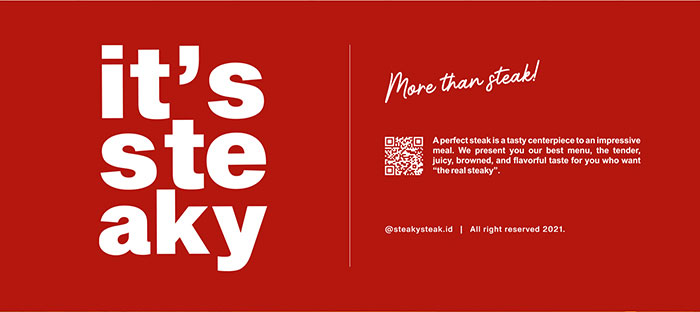 it’s
ste
aky
More than steak!
A perfect steak is a tasty centerpiece to an impressive
meal. We present you our best menu, the tender,
juicy, browned, and flavorful taste for you who want
“the real steaky”.
@steakysteak.id | All right reserved 2021.